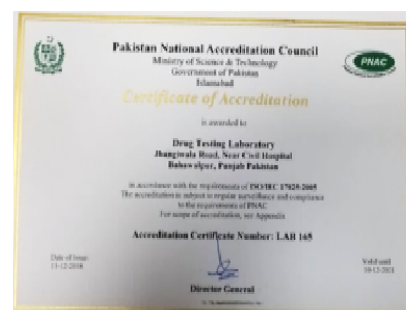 Pakistan National Accreditation Council
Ministry of Science & Technology
Government of Pakistan
Islamabad
PNAC
Certificate of Accreditation
is awarded to
Drug Testing Laboratory
Jhangiwala Road, Near Civil Hospital
Bahawalpur, Punjab Pakistan
in accordance with the requirements of ISO/IEC 17025:2005
The accreditation is subject to regular surveillance and compliance
to the requirements of PNAC
For scope of accreditation, see Appendix
Accreditation Certificate Number: LAB 165
Date of Issue:
Valid until
Director General